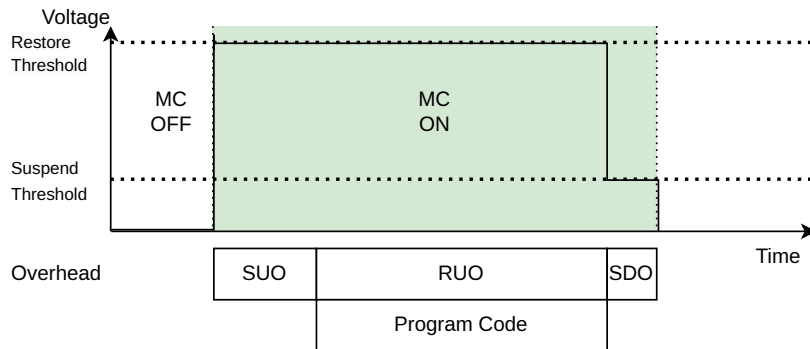 Voltage
Restore
Threshold
MC
OFF
MC
ON
Suspend
Threshold
Time
Overhead
SUO
RUO
SDO
Program Code